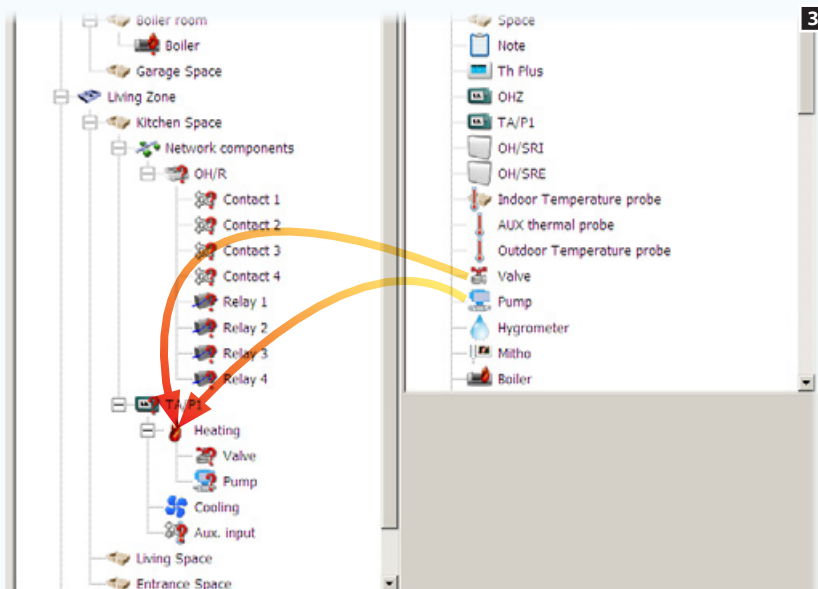 3
Boiler room
Boiler
Garage Space
Living Zone
Kitchen Space
Network components
OH/R
Contact 1
Contact 2
Contact 3
Contact 4
Relay 1
Relay 2
Relay 3
Relay 4
TA/P1
Heating
Valve
Pump
Cooling
Aux. input
Living Space
Entrance Space
Space
Note
Th Plus
OHZ
TA/P1
OH/SRI
OH/SRE
Indoor Temperature probe
AUX thermal probe
Outdoor Temperature probe
Valve
Pump
Hygrometer
Mitho
Boiler